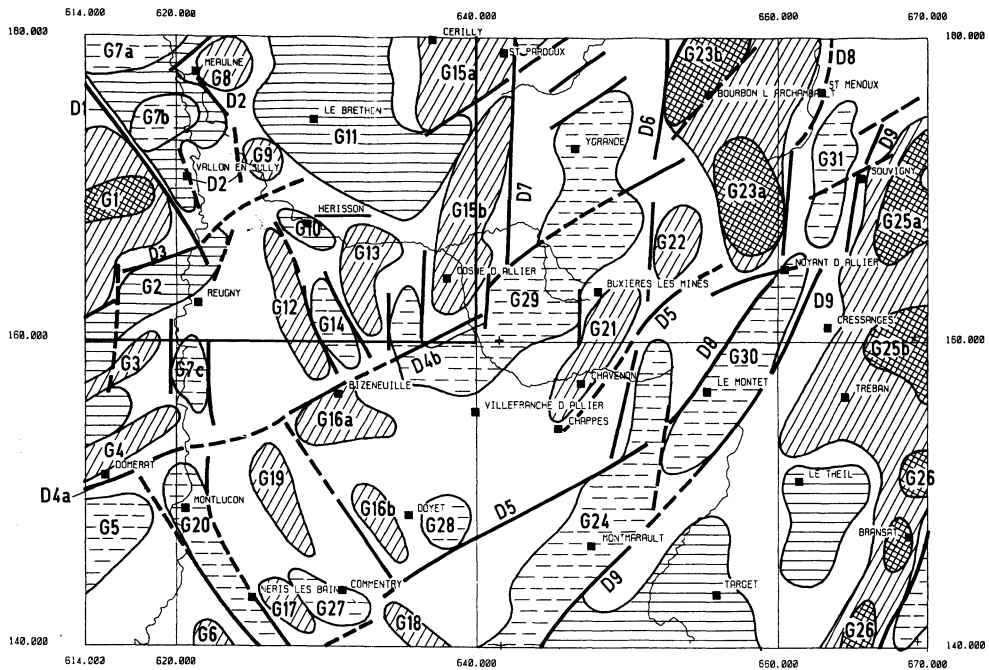 614.000 620.000 640.000 660.000 670.000
180.000 180.000
CERILLY
G7a
MEAULNE
G8
ST PARDOUX
G15a
G23b
D8
ST MENOUX
BOURBON L ARCHAMBAULT
D1
D2
G7b
LE BRETHON
G11
D6
YGRANDE
D9
G31
G9
VALLON EN SULLY
D2
G1
SOUVIGNY
G23a
D7
HERISSON
G10
G15b
G25a
G13
G22
D3
G2
COSNE D ALLIER
NOYANT D ALLIER
REUGNY
G12
G29
BUXIERES LES MINES
D9
G14
G21
D5
CRESSANGES
160.000 160.000
G3
G7c
D4b
D8
G30
G25b
BIZENEUILLE
CHAVENON
LE MONTET
TREBAN
VILLEFRANCHE D ALLIER
G16a
CHAPPES
G4
DOMERAT
LE THEIL
G26
D4a
G19
MONTLUCON
G16b
DOYET
G28
D5
G20
G24
G5
BRANSAT
MONTMARAULT
D9
NERIS LES BAIN
COMMENTRY
TARGET
G17
G27
G6
G18
G26
140.000 140.000
614.000 620.000 640.000 660.000 670.000